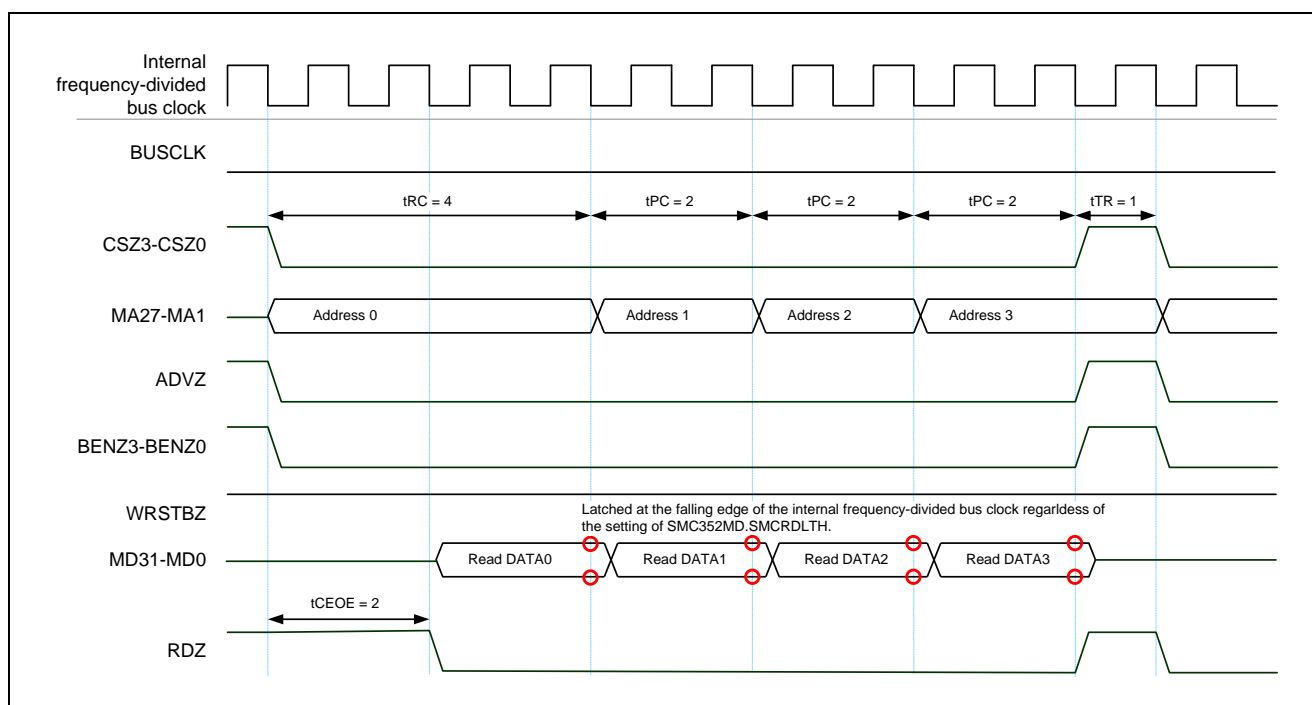 Internal
frequency-divided
bus clock
BUSCLK
tRC = 4
tPC = 2
tPC = 2
tPC = 2
tTR = 1
CSZ3-CSZ0
MA27-MA1
Address 0
Address 1
Address 2
Address 3
ADVZ
BENZ3-BENZ0
WRSTBZ
Latched at the falling edge of the internal frequency-divided bus clock regarldess of
the setting of SMC352MD.SMCRDLTH.
MD31-MD0
Read DATA0
Read DATA1
Read DATA2
Read DATA3
tCEOE = 2
RDZ